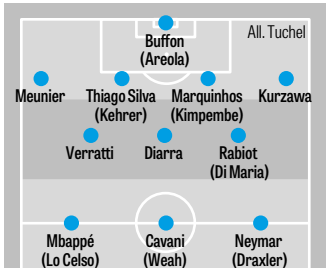 All. Tuchel
Buffon
(Areola)
Meunier Thiago Silva Marquinhos Kurzawa
(Kehrer) (Kimpembe)
Verratti Diarra Rabiot
(Di Maria)
Mbappé Cavani Neymar
(Lo Celso) (Weah) (Draxler)